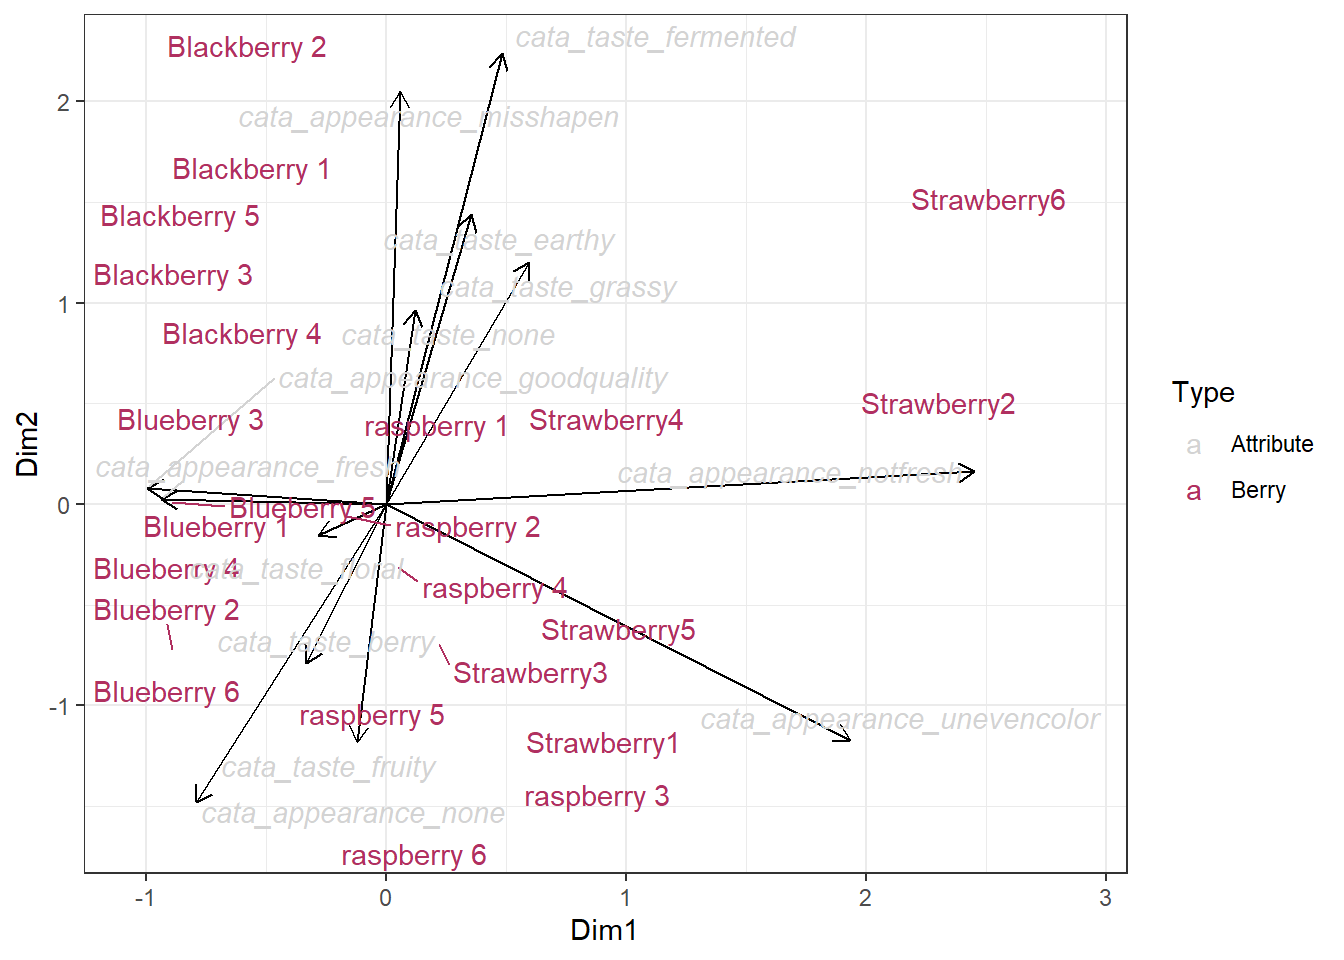 cata_taste_fermented
Blackberry 2
2
cata_appearance_misshapen
Blackberry 1
Strawberry6
Blackberry 5
cata_taste_earthy
Blackberry 3
cata_taste_grassy
1
Blackberry 4
cata_taste_none
cata_appearance_goodquality
Strawberry2
Blueberry 3
raspberry 1
Strawberry4
cata_appearance_fresh
cata_appearance_notfresh
0
Blueberry 5
Blueberry 1
raspberry 2
Blueberry 4
cata_taste_floral
raspberry 4
Blueberry 2
Strawberry5
cata_taste_berry
Strawberry3
Blueberry 6
-1
raspberry 5
cata_appearance_unevencolor
Strawberry1
cata_taste_fruity
raspberry 3
cata_appearance_none
raspberry 6
-1 0 1 2 3
Dim1
Dim2
Type
a Attribute
a Berry